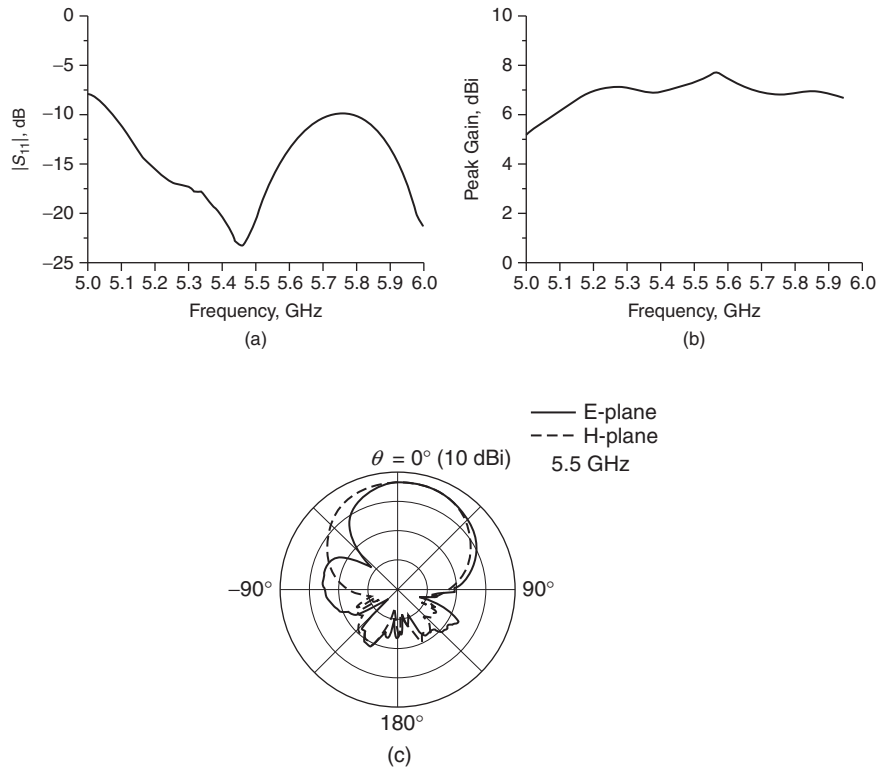 0
−5
−10
−15
−20
−25
|S₁₁|, dB
5.0 5.1 5.2 5.3 5.4 5.5 5.6 5.7 5.8 5.9 6.0
Frequency, GHz
(a)
10
8
6
4
2
0
Peak Gain, dBi
5.0 5.1 5.2 5.3 5.4 5.5 5.6 5.7 5.8 5.9 6.0
Frequency, GHz
(b)
E-plane
H-plane
5.5 GHz
θ = 0° (10 dBi)
−90°
90°
180°
(c)